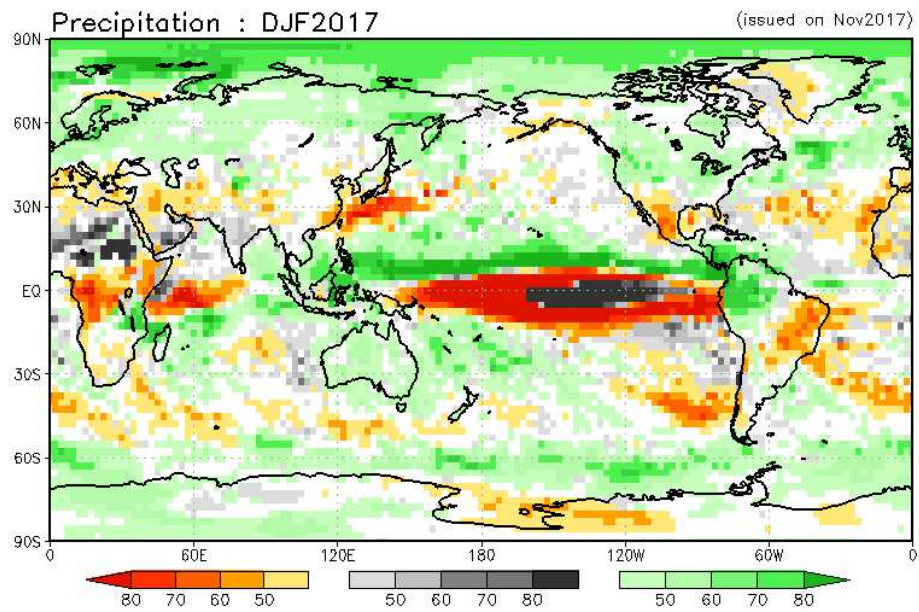 Precipitation : DJF2017
(issued on Nov2017)
90N
60N
30N
EQ
30S
60S
90S
0 60E 120E 180 120W 60W 0
80 70 60 50 50 60 70 80 50 60 70 80